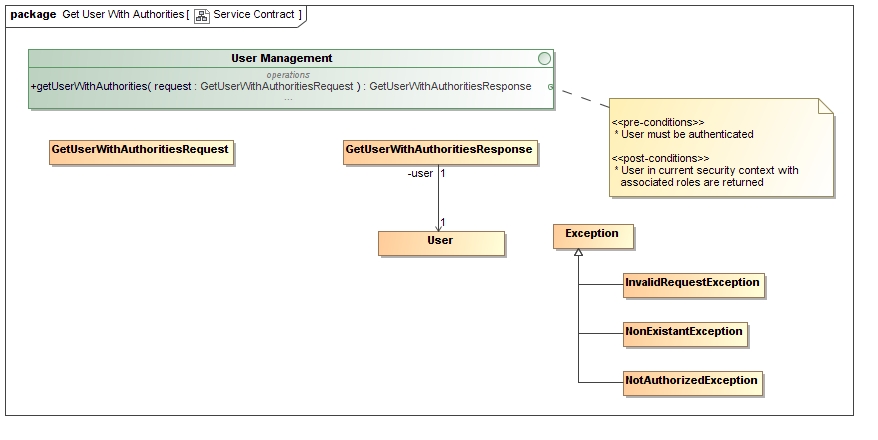 package Get User With Authorities [ Service Contract ]
User Management
operations
+getUserWithAuthorities( request : GetUserWithAuthoritiesRequest ) : GetUserWithAuthoritiesResponse
...
<<pre-conditions>>
* User must be authenticated
<<post-conditions>>
* User in current security context with
associated roles are returned
GetUserWithAuthoritiesRequest
GetUserWithAuthoritiesResponse
-user 1
1
User
Exception
InvalidRequestException
NonExistantException
NotAuthorizedException